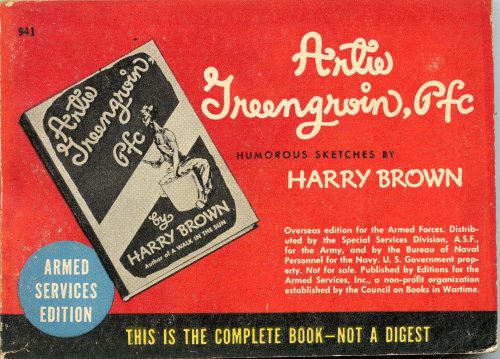 941
Artie
Greengroin, Pfc
HUMOROUS SKETCHES BY
HARRY BROWN
Artie
Greengroin,
Pfc
by
HARRY BROWN
Author of A WALK IN THE SUN
Overseas edition for the Armed Forces. Distrib-
uted by the Special Services Division, A.S.F.,
for the Army, and by the Bureau of Naval
Personnel for the Navy. U. S. Government prop-
erty. Not for sale. Published by Editions for the
Armed Services, Inc., a non-profit organization
established by the Council on Books in Wartime.
ARMED
SERVICES
EDITION
THIS IS THE COMPLETE BOOK—NOT A DIGEST